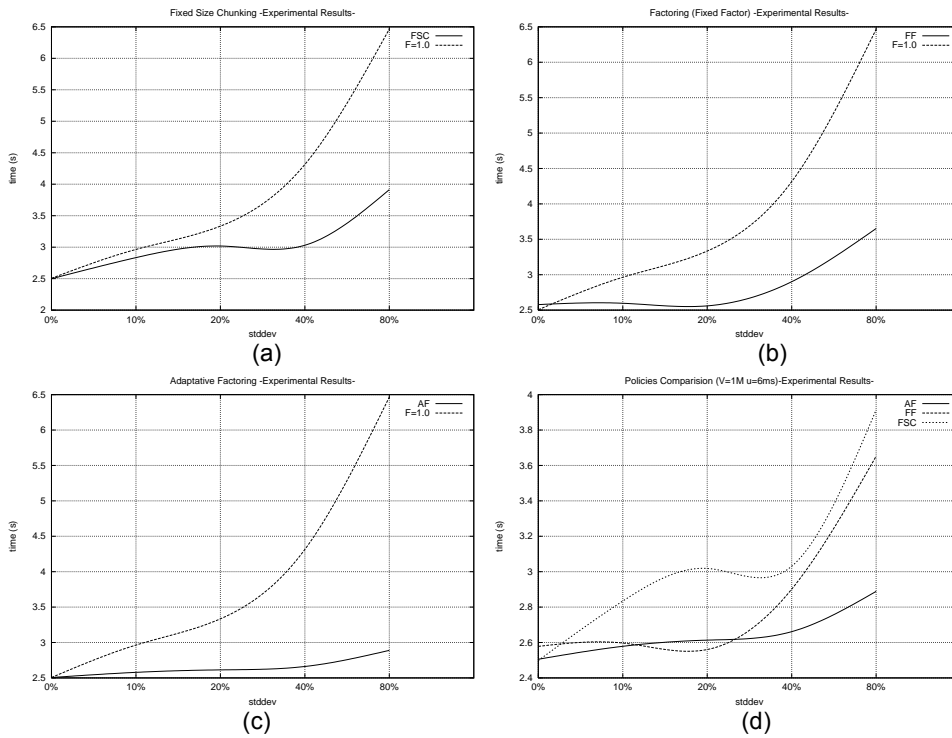 Fixed Size Chunking -Experimental Results-
6.5
6
5.5
5
4.5
4
3.5
3
2.5
2
time (s)
FSC
F=1.0
0% 10% 20% 40% 80%
stddev
(a)
Factoring (Fixed Factor) -Experimental Results-
6.5
6
5.5
5
4.5
4
3.5
3
2.5
time (s)
FF
F=1.0
0% 10% 20% 40% 80%
stddev
(b)
Adaptative Factoring -Experimental Results-
6.5
6
5.5
5
4.5
4
3.5
3
2.5
time (s)
AF
F=1.0
0% 10% 20% 40% 80%
stddev
(c)
Policies Comparision (V=1M u=6ms)-Experimental Results-
4
3.8
3.6
3.4
3.2
3
2.8
2.6
2.4
time (s)
AF
FF
FSC
0% 10% 20% 40% 80%
stddev
(d)